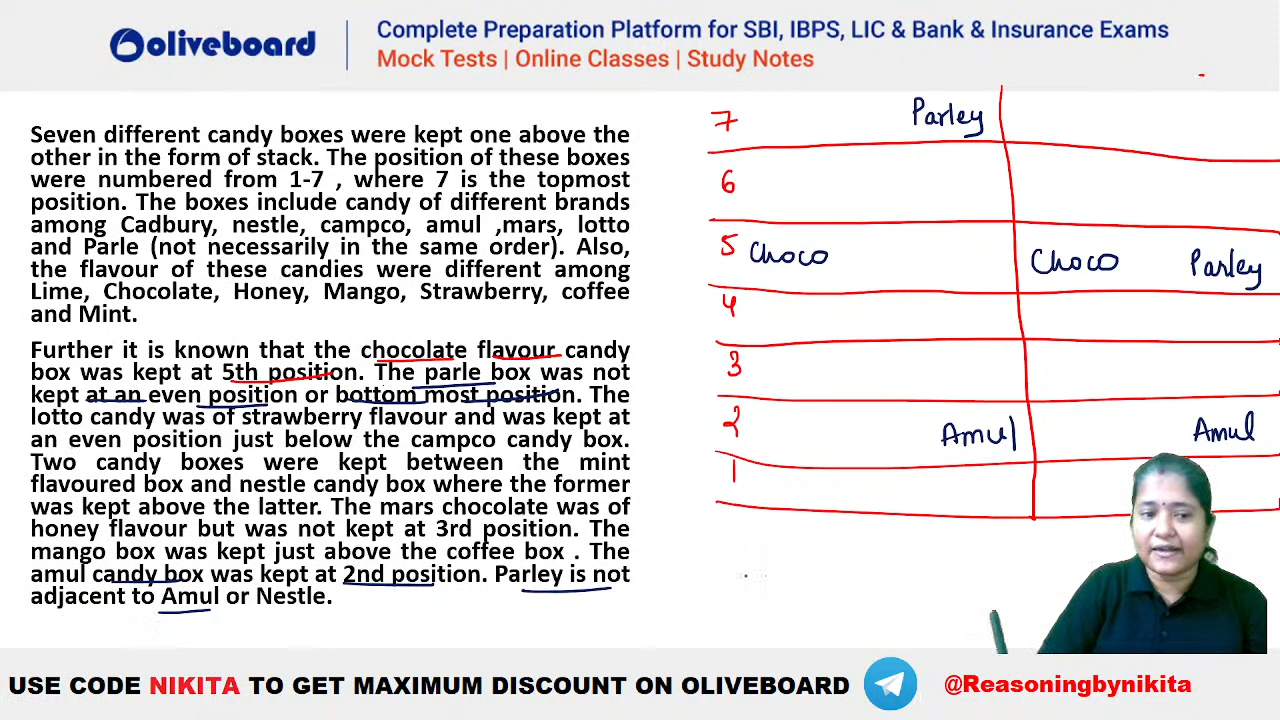 oliveboard
Complete Preparation Platform for SBI, IBPS, LIC & Bank & Insurance Exams
Mock Tests | Online Classes | Study Notes
Seven different candy boxes were kept one above the
other in the form of stack. The position of these boxes
were numbered from 1-7 , where 7 is the topmost
position. The boxes include candy of different brands
among Cadbury, nestle, campco, amul ,mars, lotto
and Parle (not necessarily in the same order). Also,
the flavour of these candies were different among
Lime, Chocolate, Honey, Mango, Strawberry, coffee
and Mint.
Further it is known that the chocolate flavour candy
box was kept at 5th position. The parle box was not
kept at an even position or bottom most position. The
lotto candy was of strawberry flavour and was kept at
an even position just below the campco candy box.
Two candy boxes were kept between the mint
flavoured box and nestle candy box where the former
was kept above the latter. The mars chocolate was of
honey flavour but was not kept at 3rd position. The
mango box was kept just above the coffee box . The
amul candy box was kept at 2nd position. Parley is not
adjacent to Amul or Nestle.
7 Parley
6
5 Choco Choco Parley
4
3
2 Amul Amul
1
USE CODE NIKITA TO GET MAXIMUM DISCOUNT ON OLIVEBOARD
@Reasoningbynikita